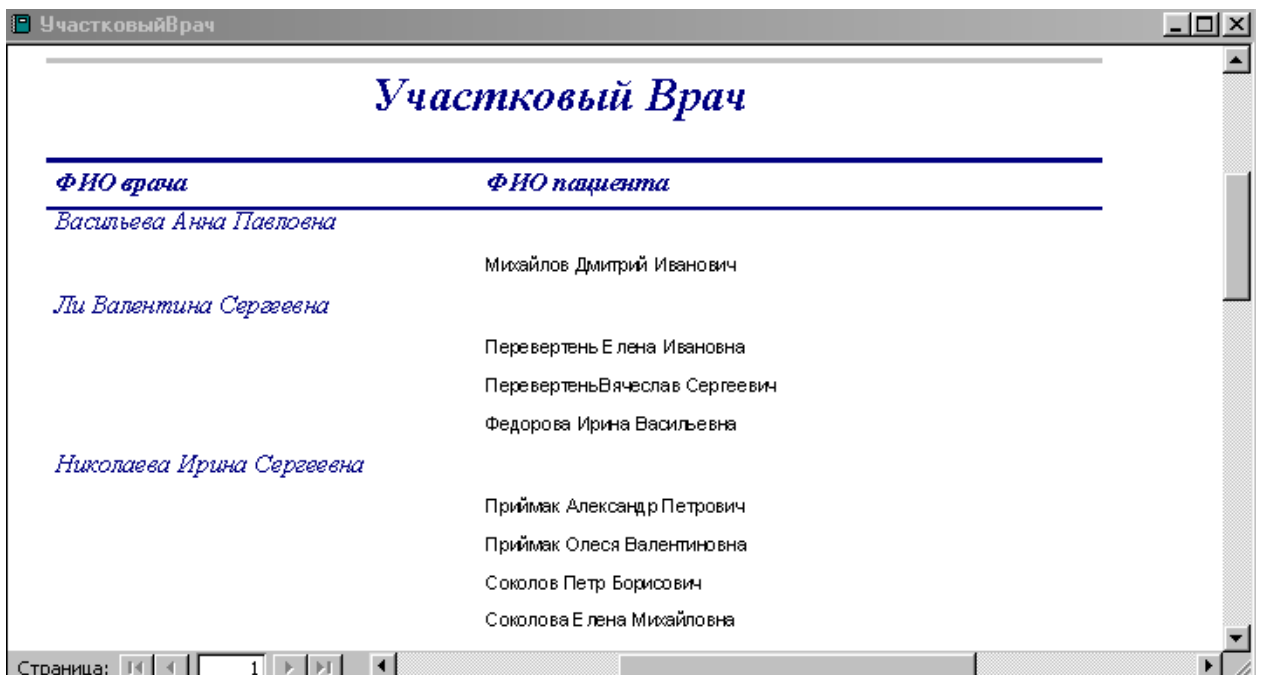 УчастковыйВрач
Участковый Врач
ФИО врача ФИО пациента
Васильева Анна Павловна
Михайлов Дмитрий Иванович
Ли Валентина Сергеевна
Перевертень Елена Ивановна
ПеревертеньВячеслав Сергеевич
Федорова Ирина Васильевна
Николаева Ирина Сергеевна
Приймак Александр Петрович
Приймак Олеся Валентиновна
Соколов Петр Борисович
Соколова Елена Михайловна
Страница: 1